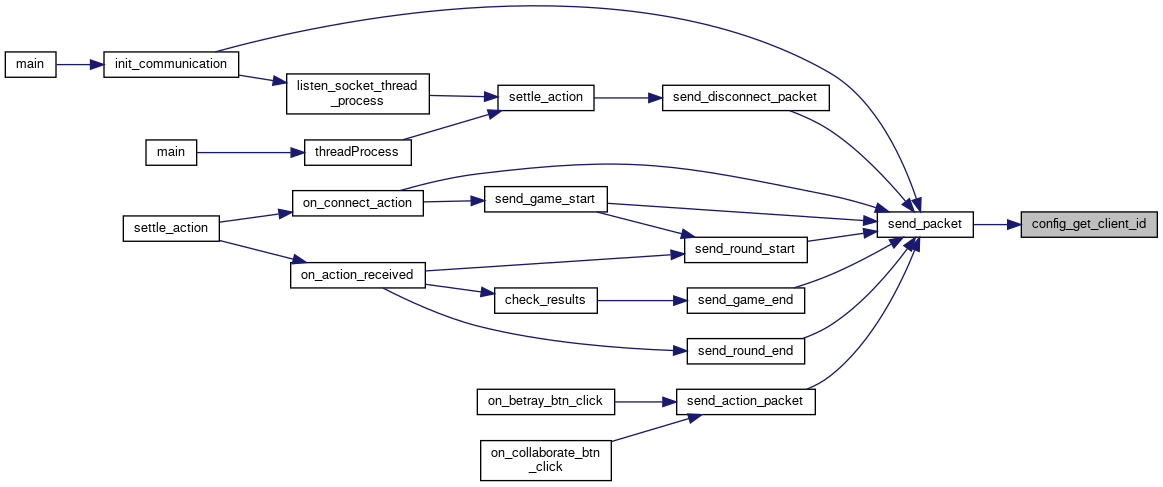 main
init_communication
listen_socket_thread
_process
settle_action
send_disconnect_packet
main
threadProcess
on_connect_action
send_game_start
settle_action
send_packet
config_get_client_id
send_round_start
on_action_received
check_results
send_game_end
send_round_end
on_betray_btn_click
send_action_packet
on_collaborate_btn
_click